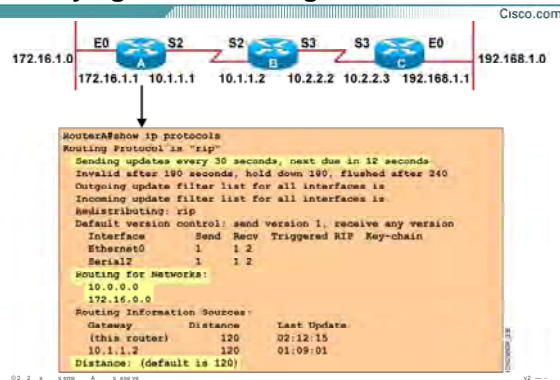 Cisco.com
E0 S2 S2 S3 S3 E0
172.16.1.0 A B C 192.168.1.0
172.16.1.1 10.1.1.1 10.1.1.2 10.2.2.2 10.2.2.3 192.168.1.1
RouterA#show ip protocols
Routing Protocol is "rip"
Sending updates every 30 seconds, next due in 12 seconds
Invalid after 180 seconds, hold down 180, flushed after 240
Outgoing update filter list for all interfaces is
Incoming update filter list for all interfaces is
Redistributing: rip
Default version control: send version 1, receive any version
Interface Send Recv Triggered RIP Key-chain
Ethernet0 1 1 2
Serial2 1 1 2
Routing for Networks:
10.0.0.0
172.16.0.0
Routing Information Sources:
Gateway Distance Last Update
(this router) 120 02:12:15
10.1.1.2 120 01:09:01
Distance: (default is 120)